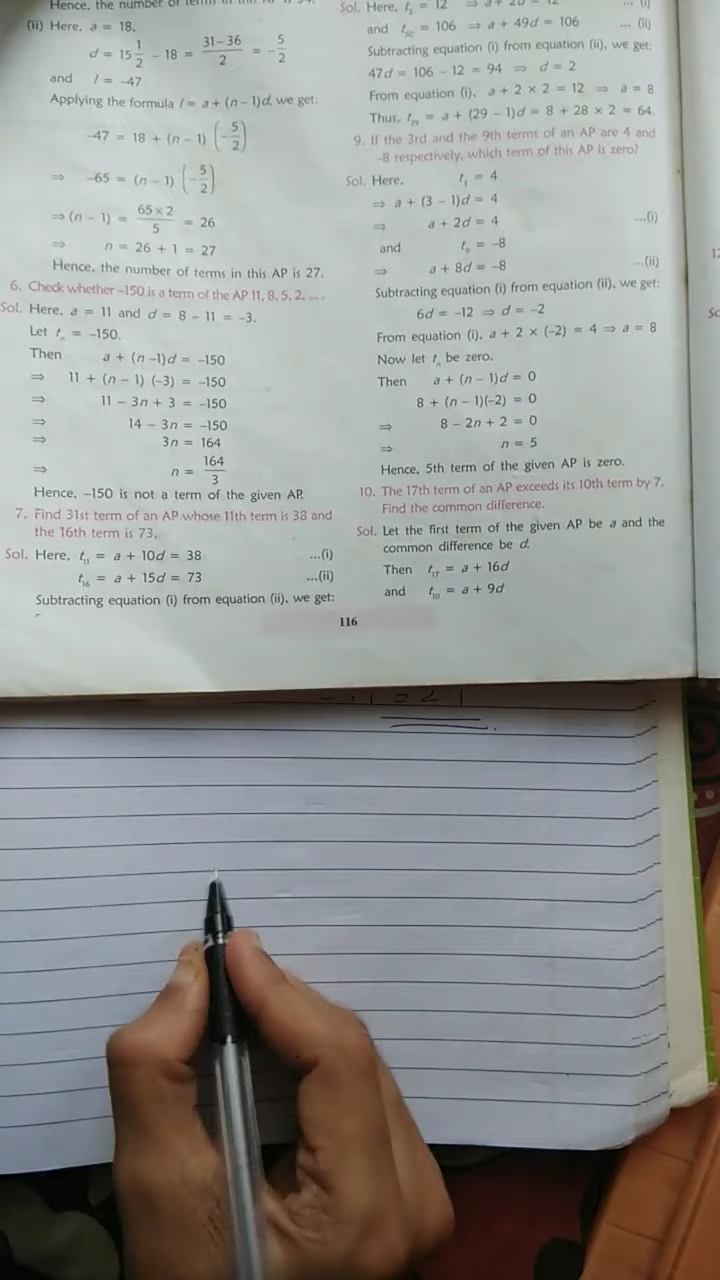 Hence, the number of terms in this AP is 34.
(ii) Here, a = 18,
d = 15 1/2 − 18 = (31−36)/2 = −5/2
and l = −47
Applying the formula l = a + (n − 1)d, we get:
−47 = 18 + (n − 1) (−5/2)
⇒ −65 = (n − 1) (−5/2)
⇒ (n − 1) = (65 × 2)/5 = 26
⇒ n = 26 + 1 = 27
Hence, the number of terms in this AP is 27.
6. Check whether −150 is a term of the AP 11, 8, 5, 2, ... .
Sol. Here, a = 11 and d = 8 − 11 = −3.
Let tₙ = −150.
Then a + (n −1)d = −150
⇒ 11 + (n − 1) (−3) = −150
⇒ 11 − 3n + 3 = −150
⇒ 14 − 3n = −150
⇒ 3n = 164
⇒ n = 164/3
Hence, −150 is not a term of the given AP.
7. Find 31st term of an AP whose 11th term is 38 and
the 16th term is 73.
Sol. Here, t₁₁ = a + 10d = 38 ...(i)
t₁₆ = a + 15d = 73 ...(ii)
Subtracting equation (i) from equation (ii), we get:
Sol. Here, t₃ = 12 ⇒ a + 2d = 12 ... (i)
and t₅₀ = 106 ⇒ a + 49d = 106 ... (ii)
Subtracting equation (i) from equation (ii), we get:
47d = 106 − 12 = 94 ⇒ d = 2
From equation (i), a + 2 × 2 = 12 ⇒ a = 8
Thus, t₂₉ = a + (29 − 1)d = 8 + 28 × 2 = 64.
9. If the 3rd and the 9th terms of an AP are 4 and
−8 respectively, which term of this AP is zero?
Sol. Here, t₃ = 4
⇒ a + (3 − 1)d = 4
⇒ a + 2d = 4 ...(i)
and t₉ = −8
⇒ a + 8d = −8 ...(ii)
Subtracting equation (i) from equation (ii), we get:
6d = −12 ⇒ d = −2
From equation (i), a + 2 × (−2) = 4 ⇒ a = 8
Now let tₙ be zero.
Then a + (n − 1)d = 0
8 + (n − 1)(−2) = 0
⇒ 8 − 2n + 2 = 0
⇒ n = 5
Hence, 5th term of the given AP is zero.
10. The 17th term of an AP exceeds its 10th term by 7.
Find the common difference.
Sol. Let the first term of the given AP be a and the
common difference be d.
Then t₁₇ = a + 16d
and t₁₀ = a + 9d
116
12